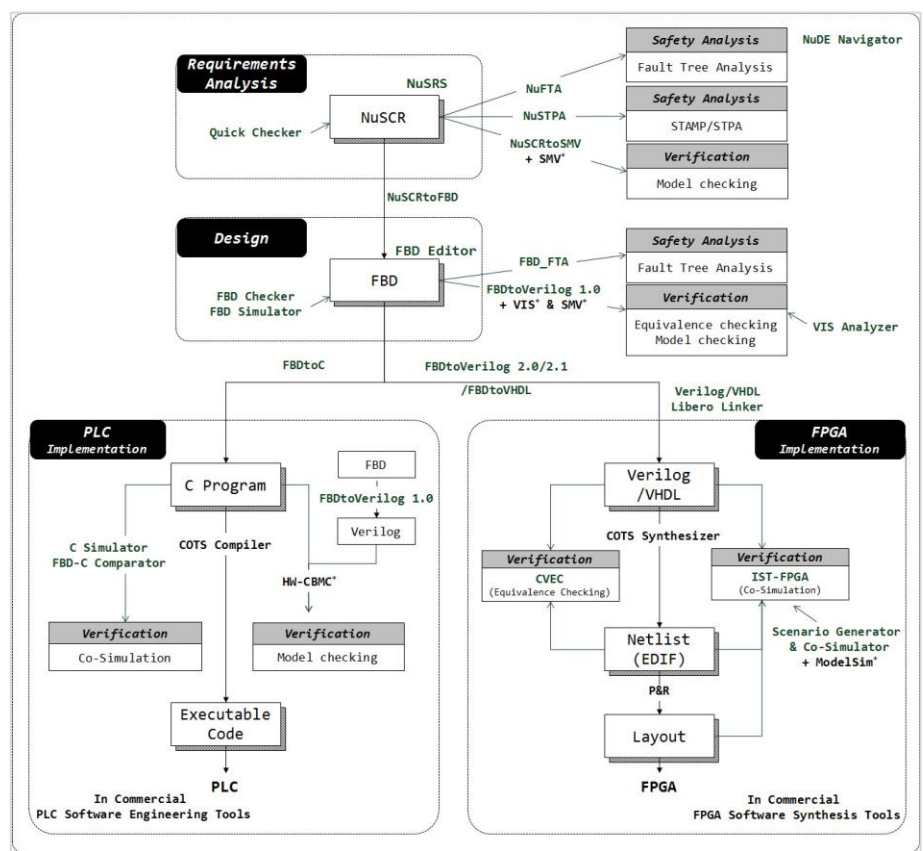 Requirements
Analysis
NuSRS
NuSCR
Quick Checker
NuFTA
NuSTPA
NuSCRtoSMV
+ SMV*
Safety Analysis
Fault Tree Analysis
NuDE Navigator
Safety Analysis
STAMP/STPA
Verification
Model checking
NuSCRtoFBD
Design
FBD Editor
FBD
FBD Checker
FBD Simulator
FBD_FTA
FBDtoVerilog 1.0
+ VIS* & SMV*
Safety Analysis
Fault Tree Analysis
Verification
Equivalence checking
Model checking
VIS Analyzer
FBDtoC
FBDtoVerilog 2.0/2.1
/FBDtoVHDL
Verilog/VHDL
Libero Linker
PLC
Implementation
C Program
FBD
FBDtoVerilog 1.0
Verilog
C Simulator
FBD-C Comparator
COTS Compiler
HW-CBMC*
Verification
Co-Simulation
Verification
Model checking
Executable
Code
PLC
In Commercial
PLC Software Engineering Tools
FPGA
Implementation
Verilog
/VHDL
COTS Synthesizer
Verification
CVEC
(Equivalence Checking)
Verification
IST-FPGA
(Co-Simulation)
Scenario Generator
& Co-Simulator
+ ModelSim*
Netlist
(EDIF)
P&R
Layout
FPGA
In Commercial
FPGA Software Synthesis Tools